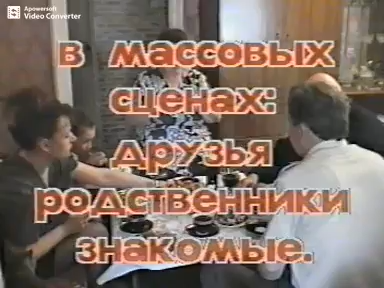 Apowersoft
Video Converter
в массовых
сценах:
друзья
родственники
знакомые.